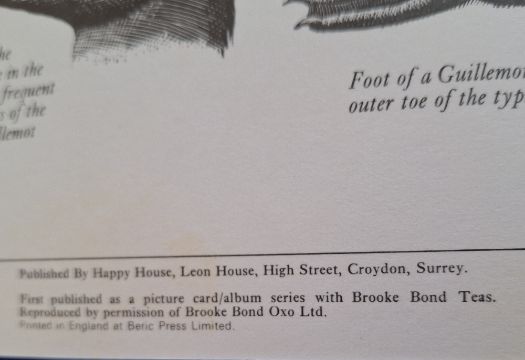 he
e in the
frequent
s of the
llemot
Foot of a Guillemot
outer toe of the typ
Published By Happy House, Leon House, High Street, Croydon, Surrey.
First published as a picture card/album series with Brooke Bond Teas.
Reproduced by permission of Brooke Bond Oxo Ltd.
Printed in England at Beric Press Limited.